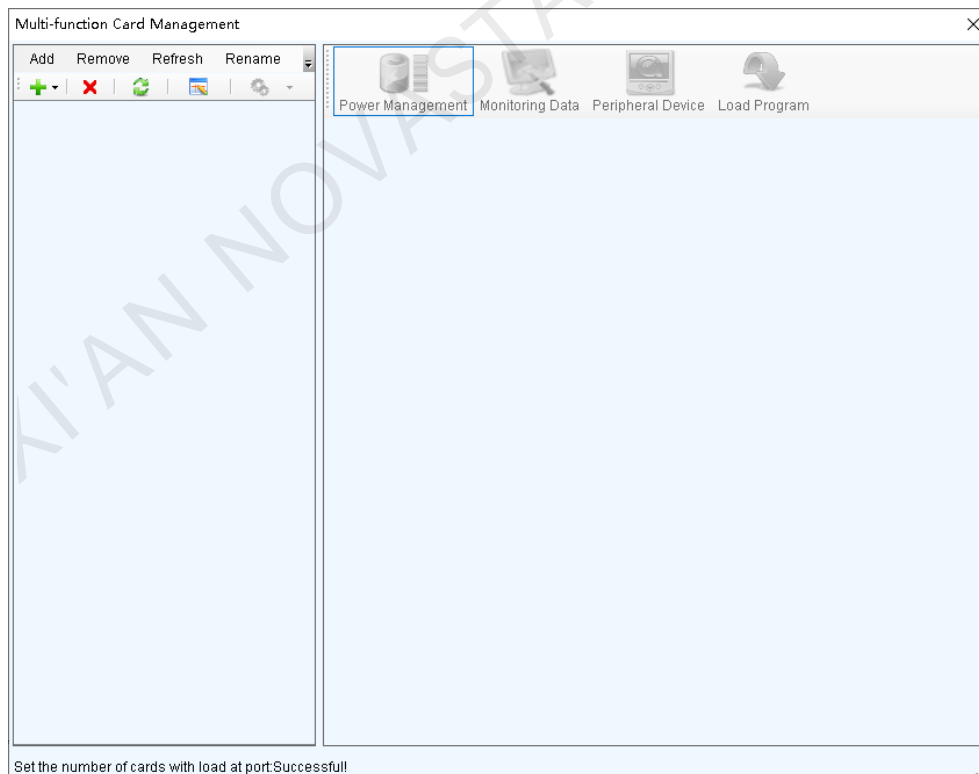 Multi-function Card Management
Add Remove Refresh Rename
Power Management Monitoring Data Peripheral Device Load Program
XI'AN NOVASTA
Set the number of cards with load at port:Successful!